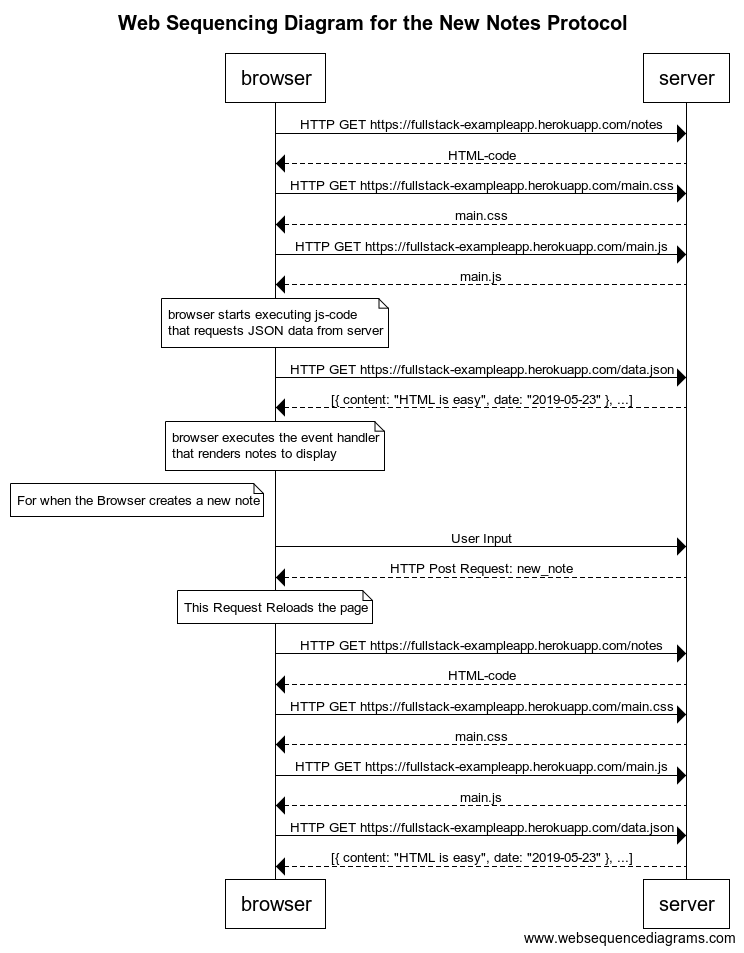 Web Sequencing Diagram for the New Notes Protocol
browser
server
HTTP GET https://fullstack-exampleapp.herokuapp.com/notes
HTML-code
HTTP GET https://fullstack-exampleapp.herokuapp.com/main.css
main.css
HTTP GET https://fullstack-exampleapp.herokuapp.com/main.js
main.js
browser starts executing js-code
that requests JSON data from server
HTTP GET https://fullstack-exampleapp.herokuapp.com/data.json
[{ content: "HTML is easy", date: "2019-05-23" }, ...]
browser executes the event handler
that renders notes to display
For when the Browser creates a new note
User Input
HTTP Post Request: new_note
This Request Reloads the page
HTTP GET https://fullstack-exampleapp.herokuapp.com/notes
HTML-code
HTTP GET https://fullstack-exampleapp.herokuapp.com/main.css
main.css
HTTP GET https://fullstack-exampleapp.herokuapp.com/main.js
main.js
HTTP GET https://fullstack-exampleapp.herokuapp.com/data.json
[{ content: "HTML is easy", date: "2019-05-23" }, ...]
browser
server
www.websequencediagrams.com